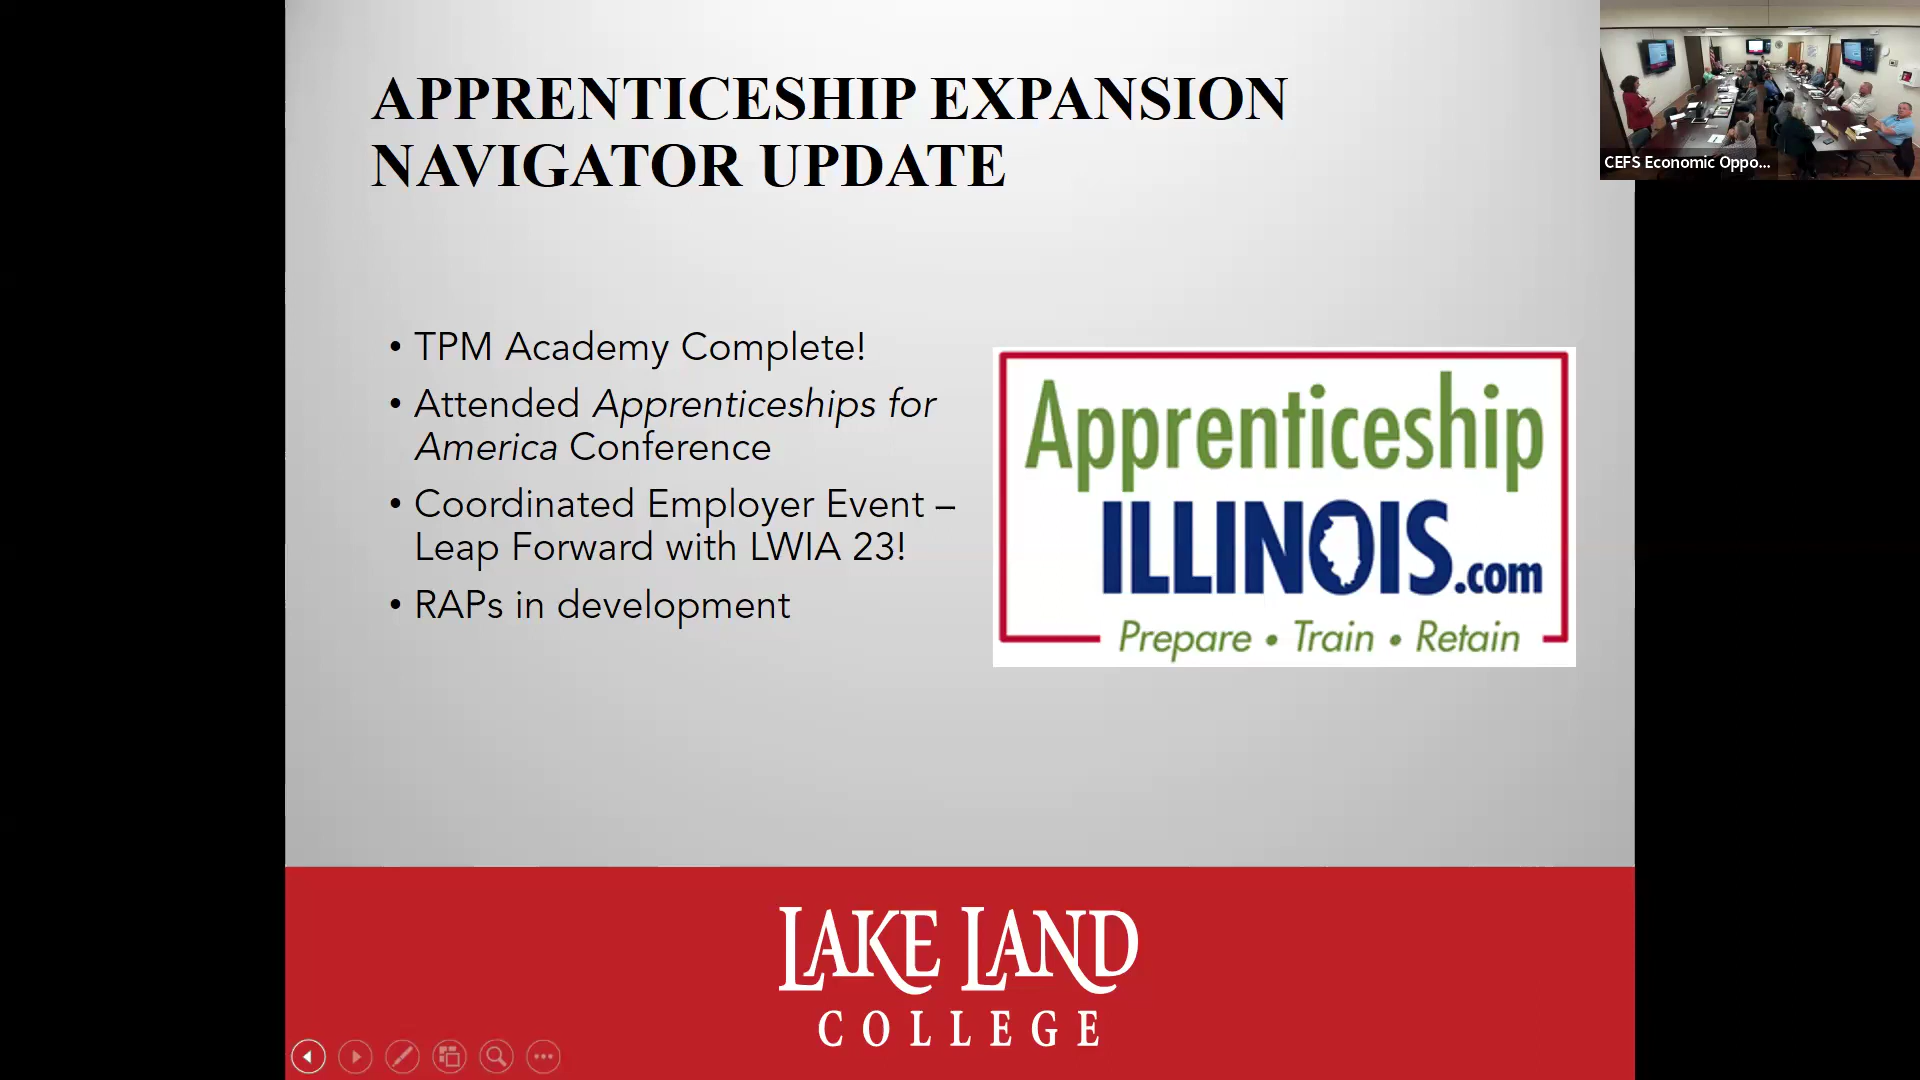 APPRENTICESHIP EXPANSION
NAVIGATOR UPDATE
• TPM Academy Complete!
• Attended Apprenticeships for
America Conference
• Coordinated Employer Event –
Leap Forward with LWIA 23!
• RAPs in development
Apprenticeship
ILLINOIS.com
Prepare • Train • Retain
LAKE LAND
COLLEGE
CEFS Economic Oppo...